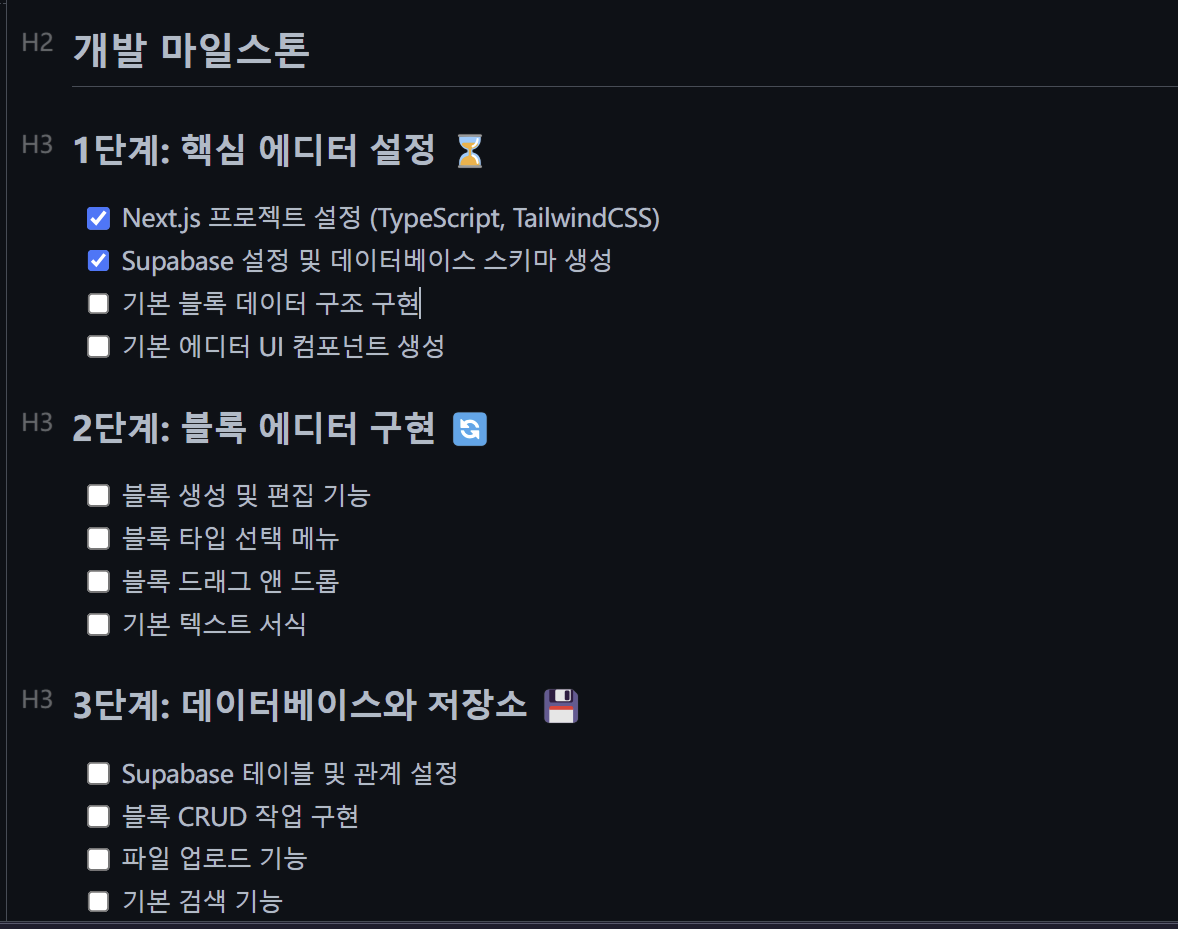 H2 개발 마일스톤
H3 1단계: 핵심 에디터 설정 ⏳
Next.js 프로젝트 설정 (TypeScript, TailwindCSS)
Supabase 설정 및 데이터베이스 스키마 생성
기본 블록 데이터 구조 구현
기본 에디터 UI 컴포넌트 생성
H3 2단계: 블록 에디터 구현 🔄
블록 생성 및 편집 기능
블록 타입 선택 메뉴
블록 드래그 앤 드롭
기본 텍스트 서식
H3 3단계: 데이터베이스와 저장소 💾
Supabase 테이블 및 관계 설정
블록 CRUD 작업 구현
파일 업로드 기능
기본 검색 기능